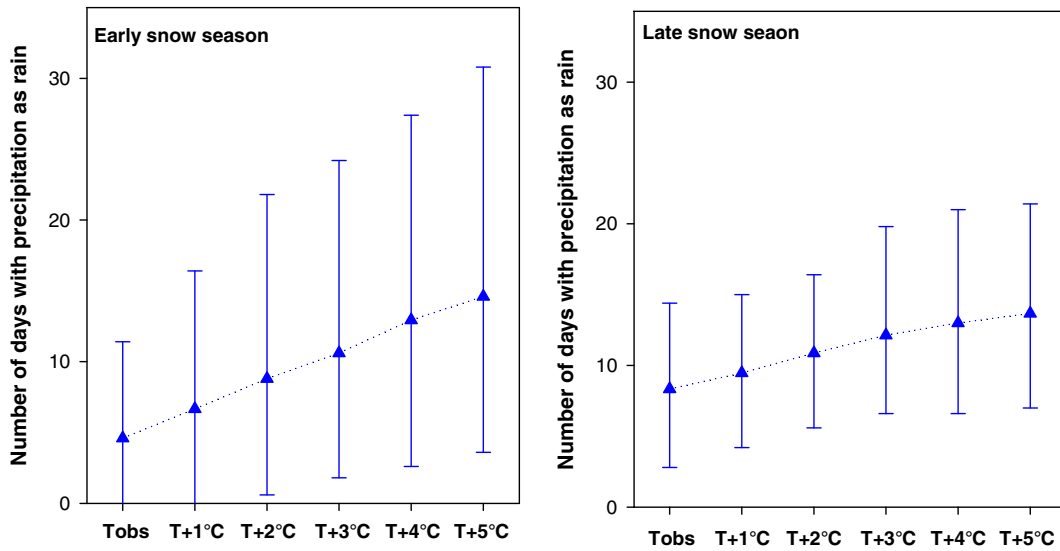 Early snow season
Number of days with precipitation as rain
30
20
10
0
Tobs T+1°C T+2°C T+3°C T+4°C T+5°C
Late snow seaon
Number of days with precipitation as rain
30
20
10
0
Tobs T+1°C T+2°C T+3°C T+4°C T+5°C